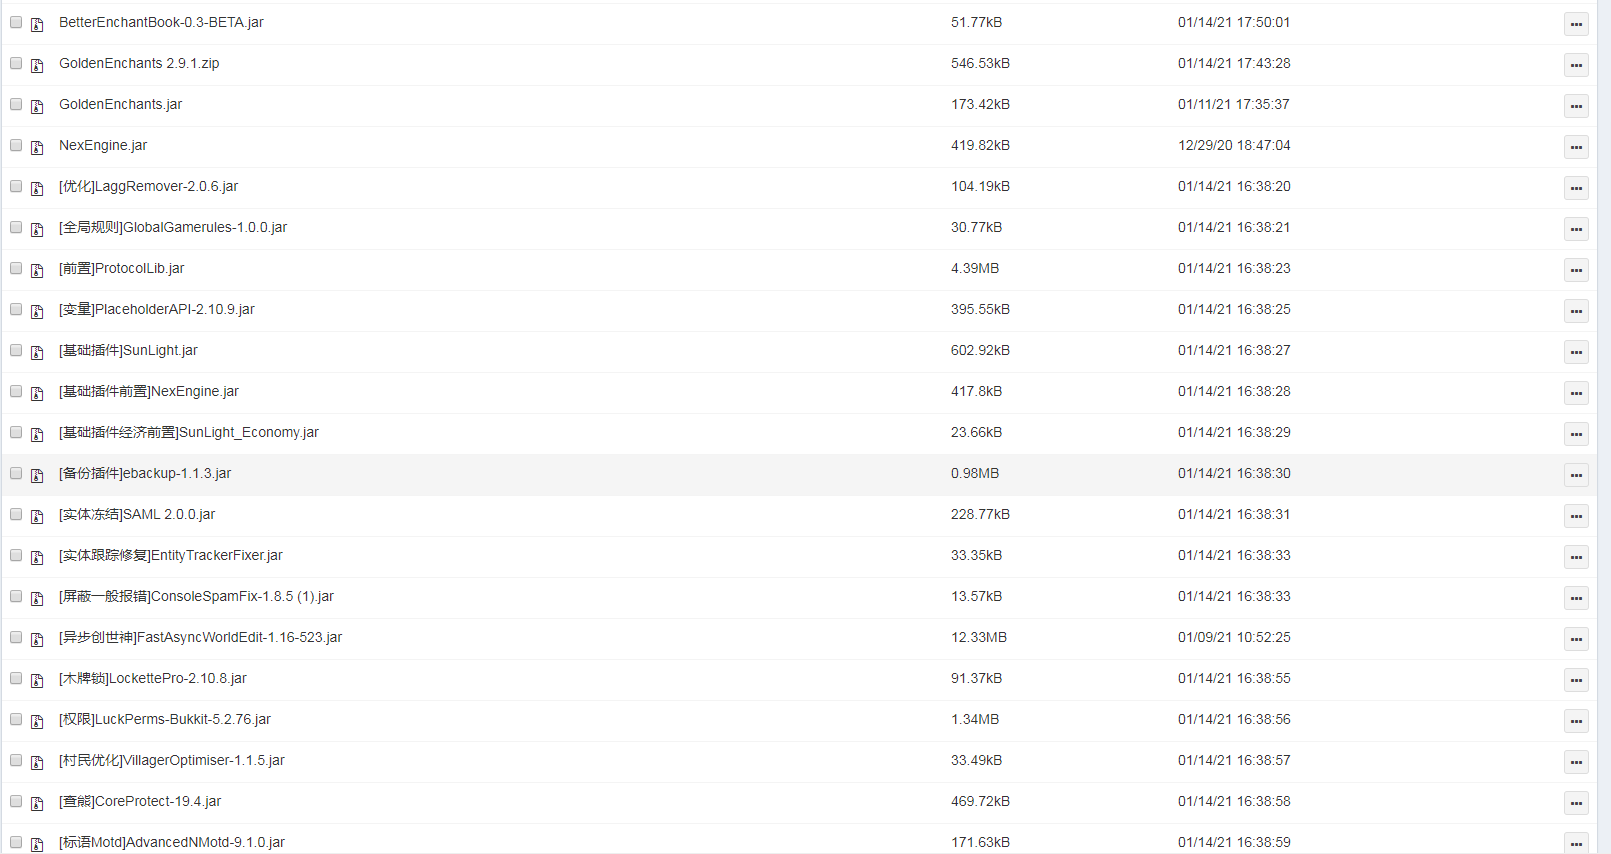 BetterEnchantBook-0.3-BETA.jar 51.77kB 01/14/21 17:50:01
GoldenEnchants 2.9.1.zip 546.53kB 01/14/21 17:43:28
GoldenEnchants.jar 173.42kB 01/11/21 17:35:37
NexEngine.jar 419.82kB 12/29/20 18:47:04
[优化]LaggRemover-2.0.6.jar 104.19kB 01/14/21 16:38:20
[全局规则]GlobalGamerules-1.0.0.jar 30.77kB 01/14/21 16:38:21
[前置]ProtocolLib.jar 4.39MB 01/14/21 16:38:23
[变量]PlaceholderAPI-2.10.9.jar 395.55kB 01/14/21 16:38:25
[基础插件]SunLight.jar 602.92kB 01/14/21 16:38:27
[基础插件前置]NexEngine.jar 417.8kB 01/14/21 16:38:28
[基础插件经济前置]SunLight_Economy.jar 23.66kB 01/14/21 16:38:29
[备份插件]ebackup-1.1.3.jar 0.98MB 01/14/21 16:38:30
[实体冻结]SAML 2.0.0.jar 228.77kB 01/14/21 16:38:31
[实体跟踪修复]EntityTrackerFixer.jar 33.35kB 01/14/21 16:38:33
[屏蔽一般报错]ConsoleSpamFix-1.8.5 (1).jar 13.57kB 01/14/21 16:38:33
[异步创世神]FastAsyncWorldEdit-1.16-523.jar 12.33MB 01/09/21 10:52:25
[木牌锁]LockettePro-2.10.8.jar 91.37kB 01/14/21 16:38:55
[权限]LuckPerms-Bukkit-5.2.76.jar 1.34MB 01/14/21 16:38:56
[村民优化]VillagerOptimiser-1.1.5.jar 33.49kB 01/14/21 16:38:57
[查熊]CoreProtect-19.4.jar 469.72kB 01/14/21 16:38:58
[标语Motd]AdvancedNMotd-9.1.0.jar 171.63kB 01/14/21 16:38:59